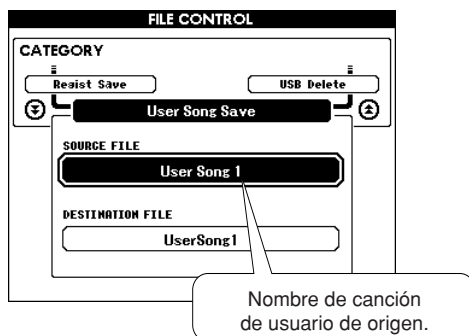 FILE CONTROL
CATEGORY
Regist Save
USB Delete
User Song Save
SOURCE FILE
User Song 1
DESTINATION FILE
UserSong1
Nombre de canción
de usuario de origen.